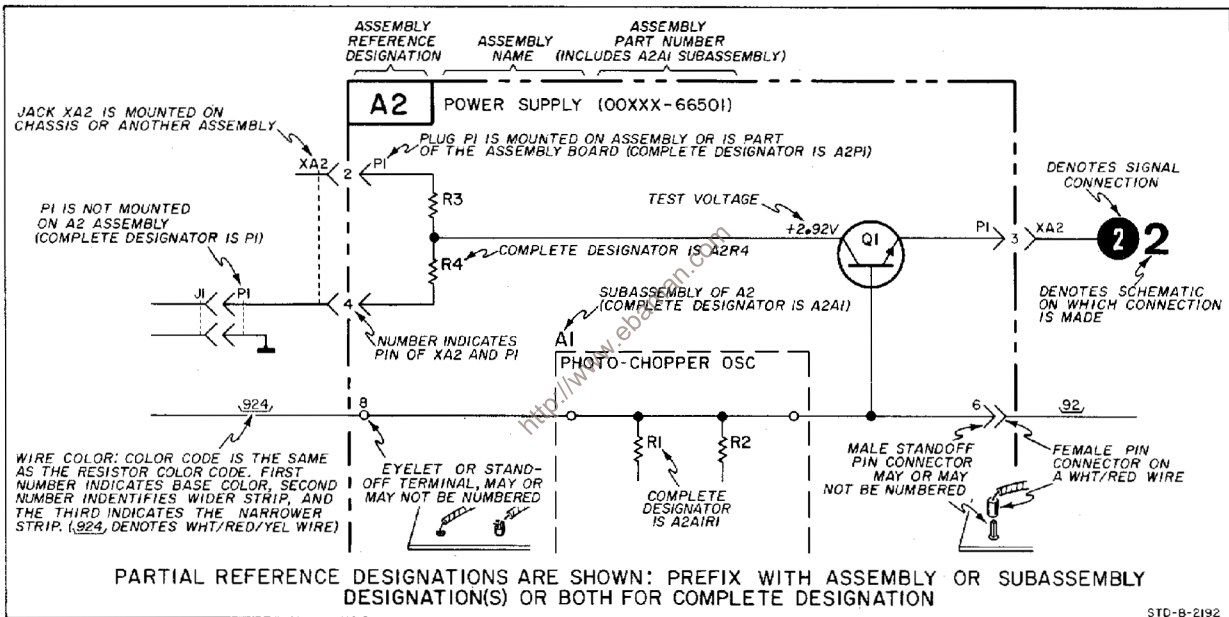 ASSEMBLY
REFERENCE
DESIGNATION
ASSEMBLY
NAME
ASSEMBLY
PART NUMBER
(INCLUDES A2A1 SUBASSEMBLY)
A2
POWER SUPPLY (00XXX-66501)
JACK XA2 IS MOUNTED ON
CHASSIS OR ANOTHER ASSEMBLY
XA2
2
P1
PLUG P1 IS MOUNTED ON ASSEMBLY OR IS PART
OF THE ASSEMBLY BOARD (COMPLETE DESIGNATOR IS A2P1)
R3
P1 IS NOT MOUNTED
ON A2 ASSEMBLY
(COMPLETE DESIGNATOR IS P1)
TEST VOLTAGE
+2.92V
Q1
P1
3
XA2
DENOTES SIGNAL
CONNECTION
2
2
R4
COMPLETE DESIGNATOR IS A2R4
DENOTES SCHEMATIC
ON WHICH CONNECTION
IS MADE
J1
P1
4
NUMBER INDICATES
PIN OF XA2 AND P1
SUBASSEMBLY OF A2
(COMPLETE DESIGNATOR IS A2A1)
A1
PHOTO-CHOPPER OSC
http://www.ebaman.com
924
8
6
92
R1
R2
WIRE COLOR: COLOR CODE IS THE SAME
AS THE RESISTOR COLOR CODE. FIRST
NUMBER INDICATES BASE COLOR, SECOND
NUMBER INDENTIFIES WIDER STRIP, AND
THE THIRD INDICATES THE NARROWER
STRIP. (924 DENOTES WHT/RED/YEL WIRE)
EYELET OR STAND-
OFF TERMINAL, MAY OR
MAY NOT BE NUMBERED
COMPLETE
DESIGNATOR
IS A2A1R1
MALE STANDOFF
PIN CONNECTOR
MAY OR MAY
NOT BE NUMBERED
FEMALE PIN
CONNECTOR ON
A WHT/RED WIRE
PARTIAL REFERENCE DESIGNATIONS ARE SHOWN: PREFIX WITH ASSEMBLY OR SUBASSEMBLY
DESIGNATION(S) OR BOTH FOR COMPLETE DESIGNATION
STD-B-2192